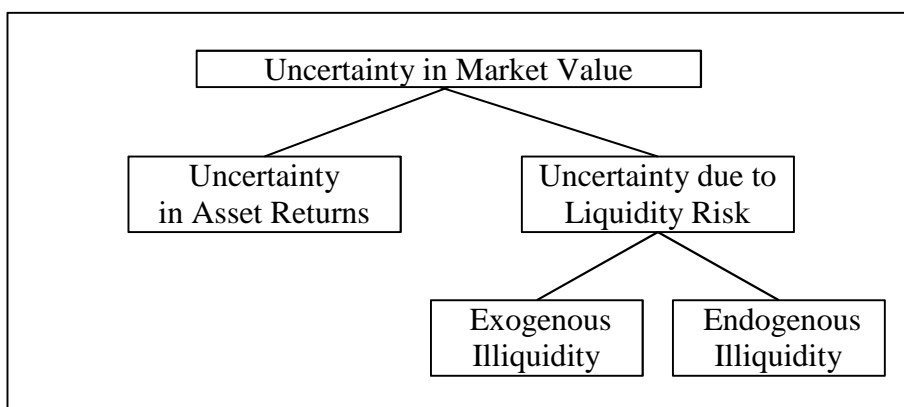 Uncertainty in Market Value
Uncertainty
in Asset Returns
Uncertainty due to
Liquidity Risk
Exogenous
Illiquidity
Endogenous
Illiquidity